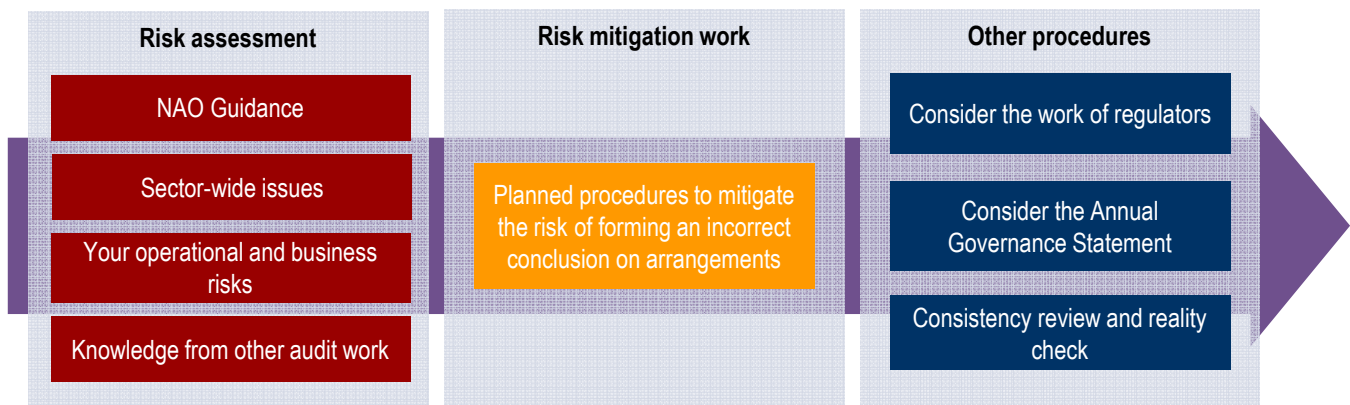 Risk assessment
NAO Guidance
Sector-wide issues
Your operational and business
risks
Knowledge from other audit work
Risk mitigation work
Planned procedures to mitigate
the risk of forming an incorrect
conclusion on arrangements
Other procedures
Consider the work of regulators
Consider the Annual
Governance Statement
Consistency review and reality
check